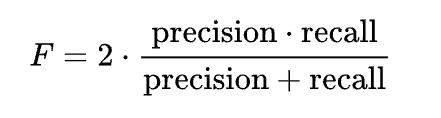 F = 2 · precision · recall / precision + recall